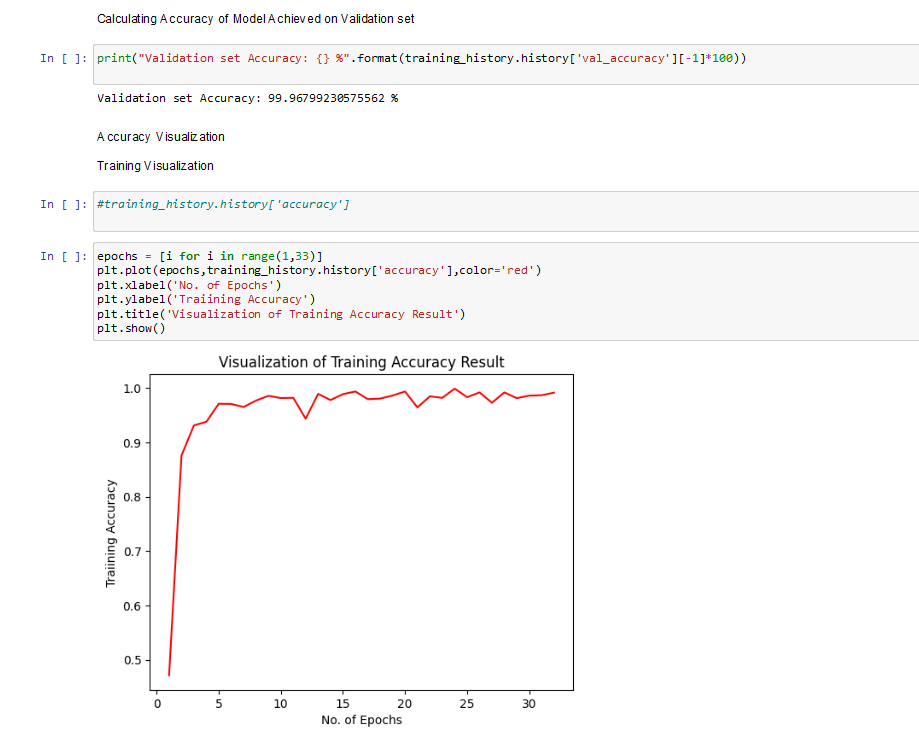 Calculating Accuracy of Model Achieved on Validation set
In [ ]: print("Validation set Accuracy: {} %".format(training_history.history['val_accuracy'][-1]*100))
Validation set Accuracy: 99.96799230575562 %
Accuracy Visualization
Training Visualization
In [ ]: #training_history.history['accuracy']
In [ ]: epochs = [i for i in range(1,33)]
plt.plot(epochs,training_history.history['accuracy'],color='red')
plt.xlabel('No. of Epochs')
plt.ylabel('Traiining Accuracy')
plt.title('Visualization of Training Accuracy Result')
plt.show()
Visualization of Training Accuracy Result
1.0
0.9
0.8
0.7
0.6
0.5
Traiining Accuracy
0 5 10 15 20 25 30
No. of Epochs